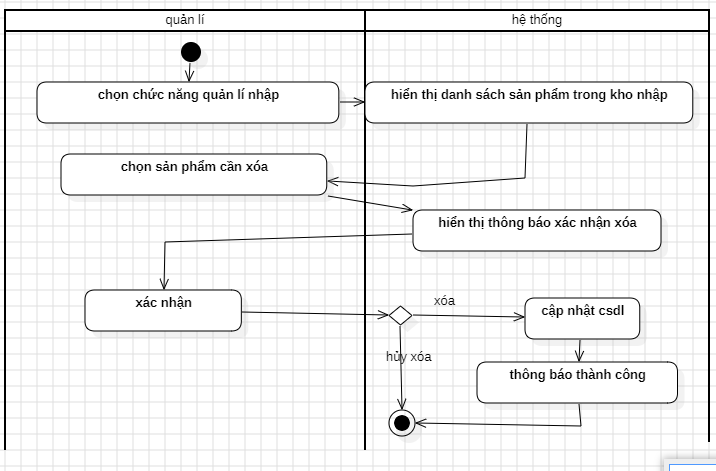 quản lí
hệ thống
chọn chức năng quản lí nhập
hiển thị danh sách sản phẩm trong kho nhập
chọn sản phẩm cần xóa
hiển thị thông báo xác nhận xóa
xác nhận
xóa
cập nhật csdl
hủy xóa
thông báo thành công